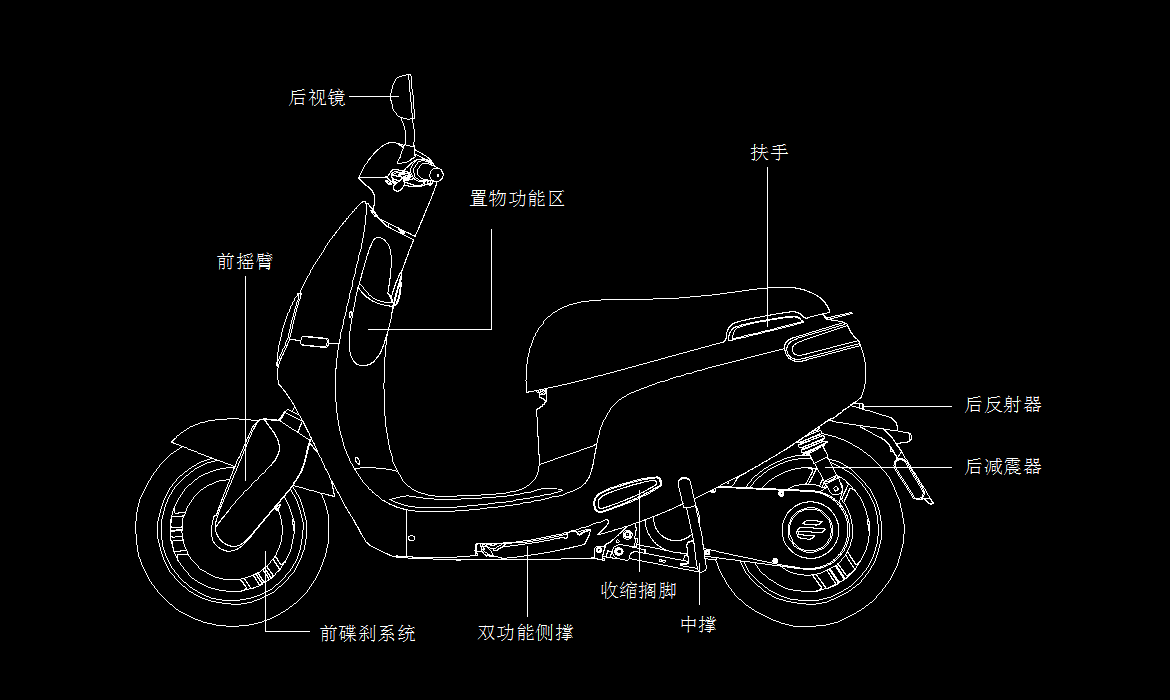 后视镜
扶手
置物功能区
前摇臂
后反射器
后减震器
收缩搁脚
中撑
双功能侧撑
前碟刹系统